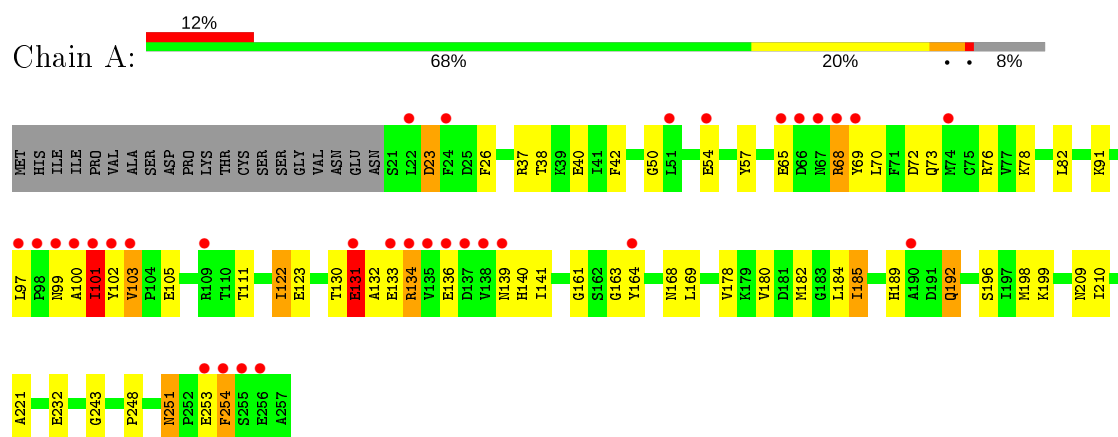 12%
Chain A:
68% 20% • • 8%
MET HIS ILE ILE PRO VAL ALA SER ASP PRO LYS THR CYS SER SER GLY VAL ASN GLU ASN S21 L22 D23 F24 D25 F26 R37 T38 K39 E40 I41 F42 G50 L51 E54 Y57 E65 D66 N67 R68 Y69 L70 F71 D72 Q73 M74 C75 R76 V77 K78 L82 K91
L97 P98 N99 A100 I101 Y102 V103 P104 E105 R109 T110 T111 I122 E123 T130 E131 A132 E133 R134 V135 E136 D137 V138 N139 H140 I141 G161 S162 G163 Y164 N168 L169 V178 K179 V180 D181 M182 G183 L184 I185 H189 A190 D191 Q192 S196 I197 M198 K199 N209 I210
A221 E232 G243 P248 N251 P252 E253 F254 S255 E256 A257